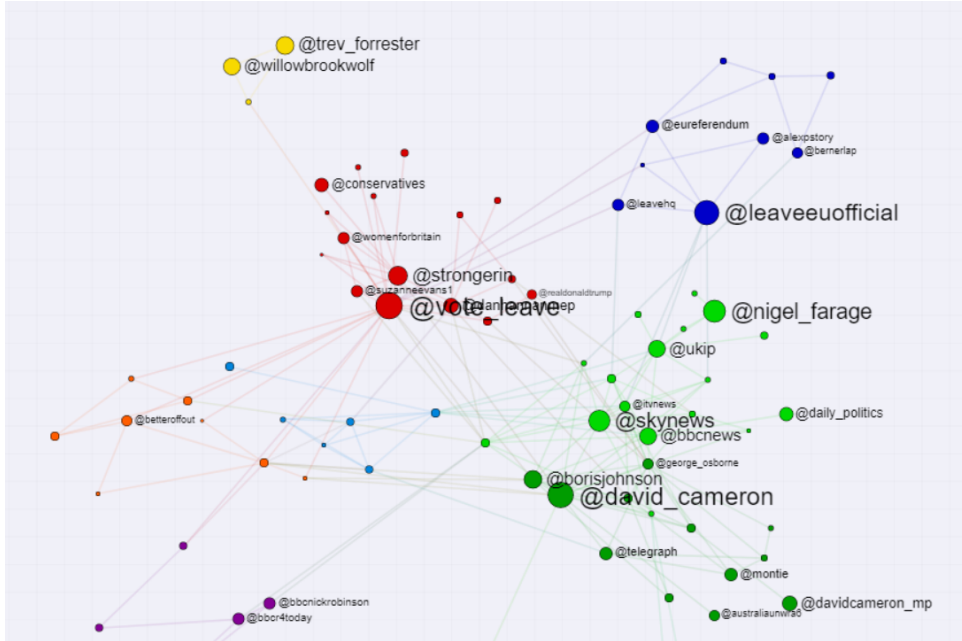 @trev_forrester
@willowbrookwolf
@eureferendum
@alexpstory
@bernerlap
@conservatives
@leavehq
@leaveeuofficial
@womenforbritain
@strongerin
@suzanneevans1
@realdonaldtrump
@vote_leave
@nigel_farage
@ukip
@itvnews
@daily_politics
@betteroffout
@skynews
@bbcnews
@george_osborne
@borisjohnson
@david_cameron
@telegraph
@montie
@bbcnickrobinson
@davidcameron_mp
@bbcr4today